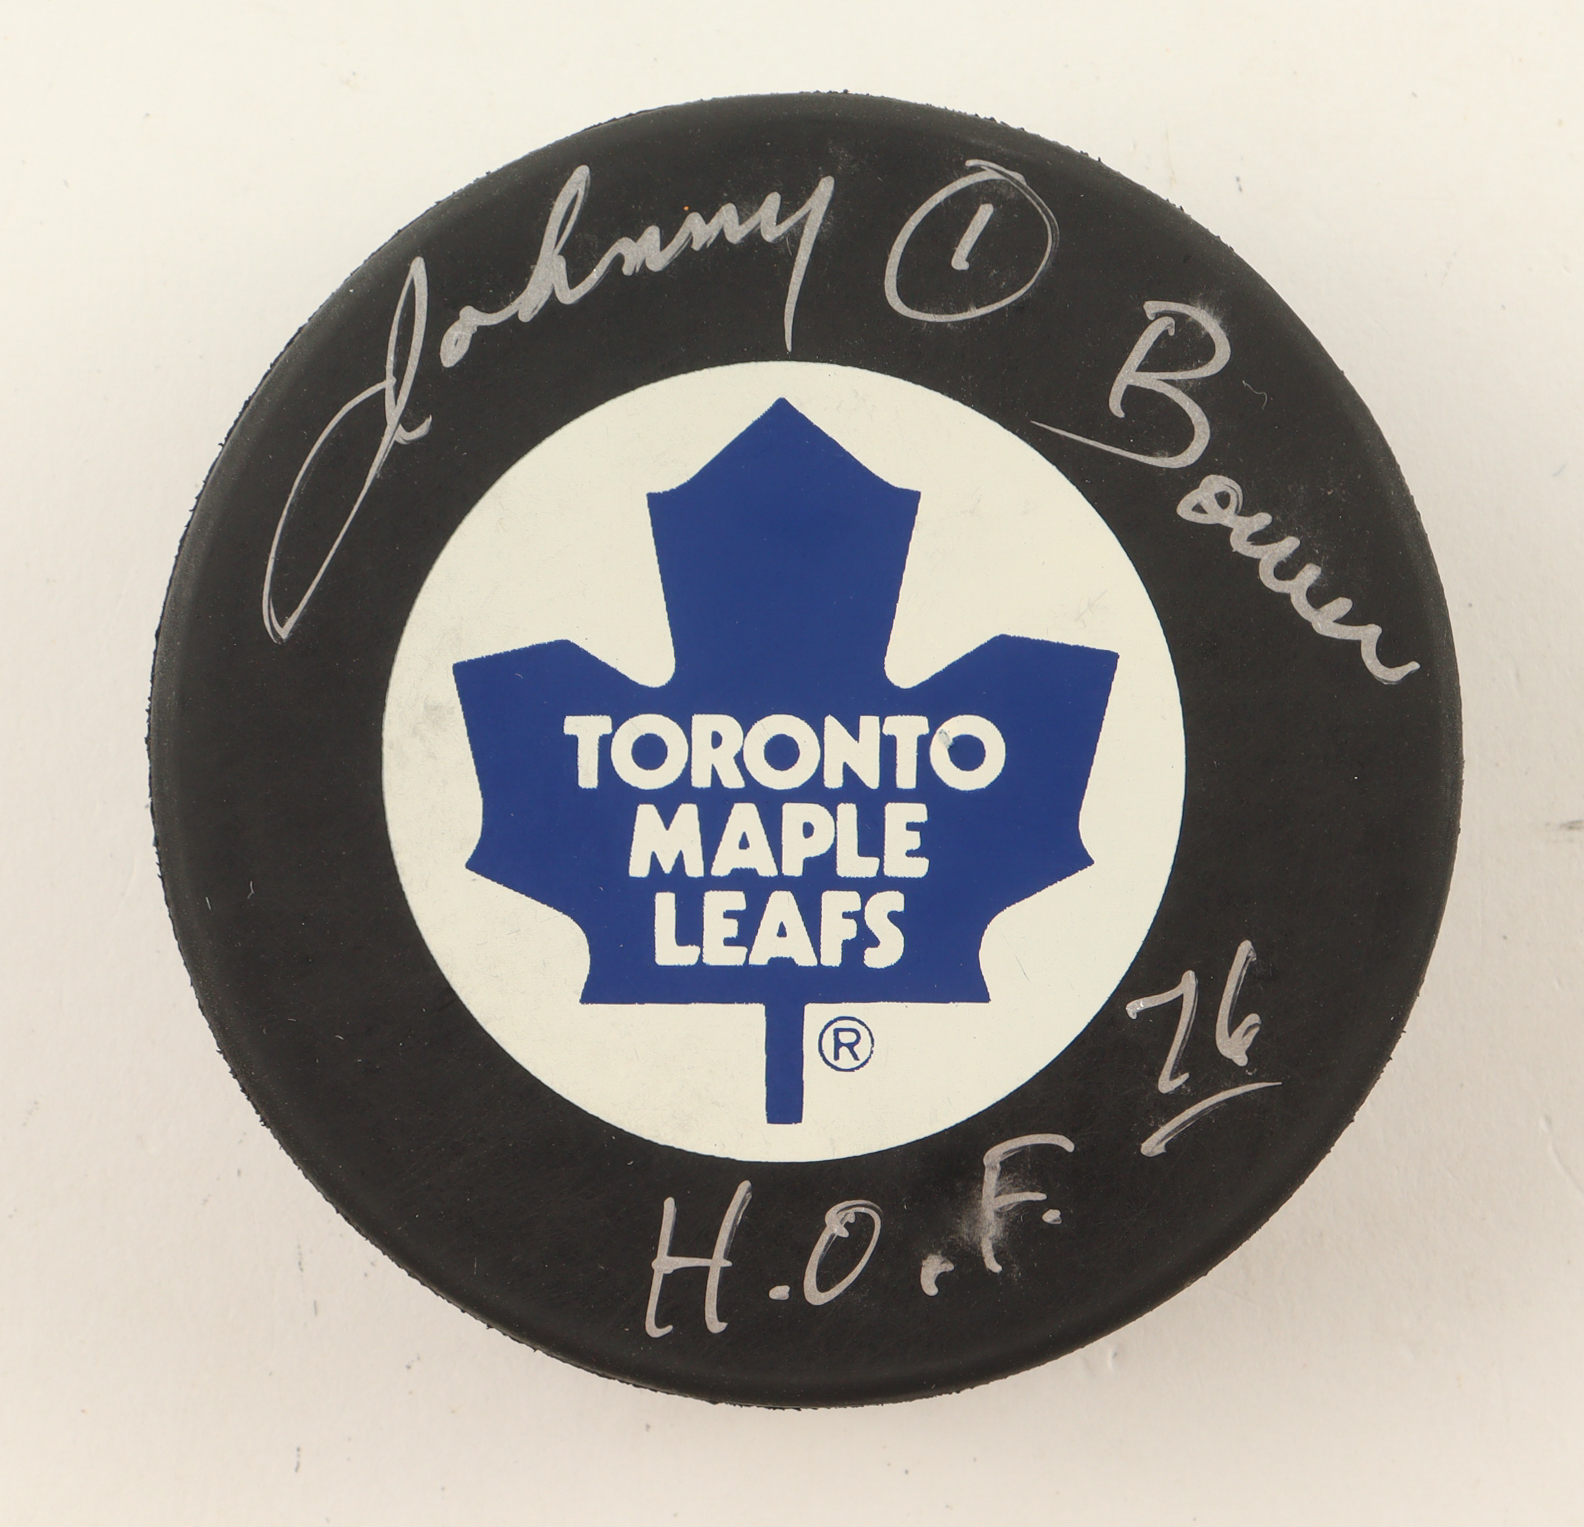 Johnny 1 Bower
TORONTO
MAPLE
LEAFS
®
H.O.F. 76